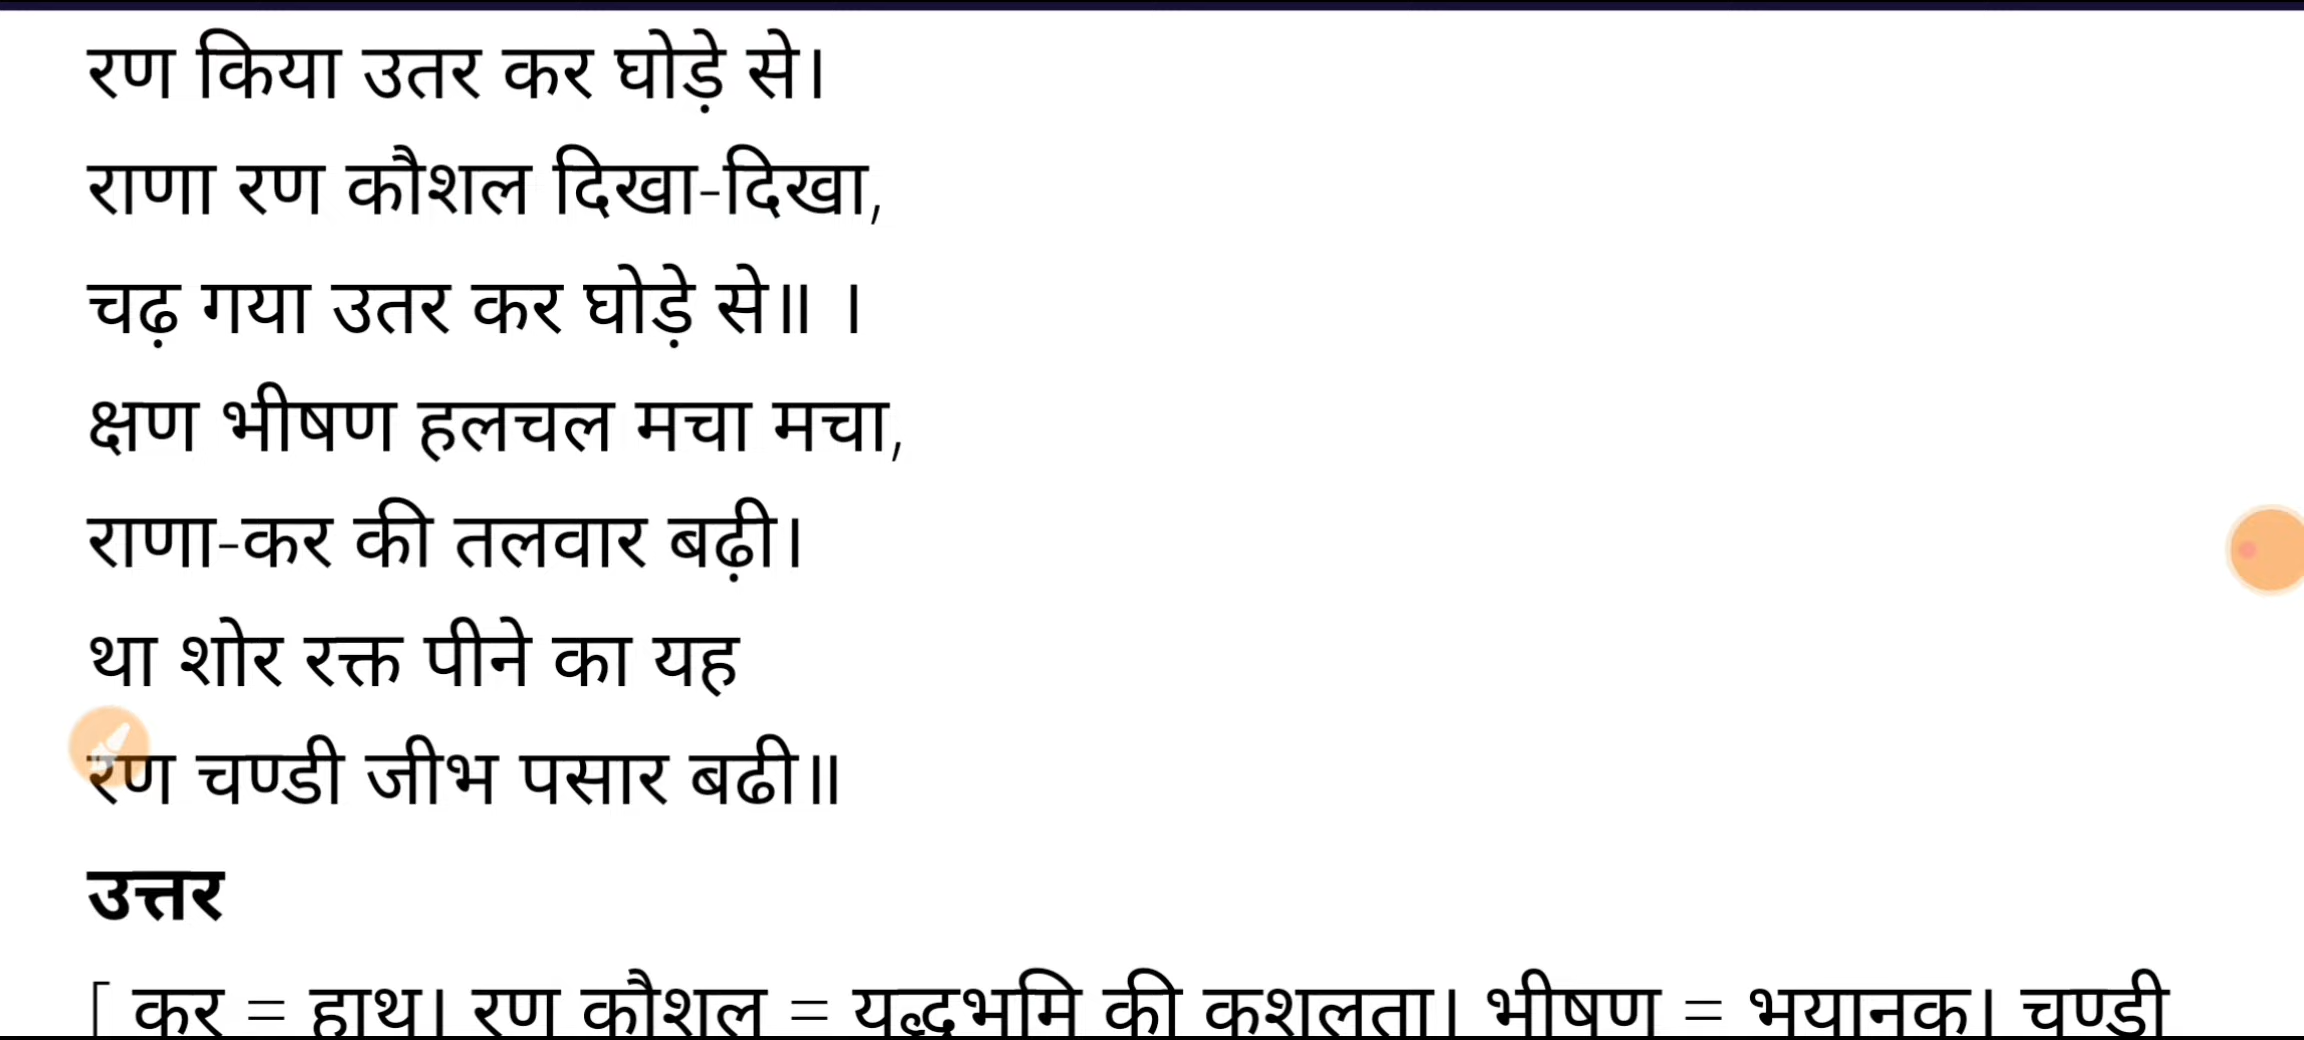 रण किया उतर कर घोड़े से।
राणा रण कौशल दिखा-दिखा,
चढ़ गया उतर कर घोड़े से॥ ।
क्षण भीषण हलचल मचा मचा,
राणा-कर की तलवार बढ़ी।
था शोर रक्त पीने का यह
रण चण्डी जीभ पसार बढी॥
उत्तर
[ कर = हाथ। रण कौशल = युद्धभूमि की कुशलता। भीषण = भयानक। चण्डी